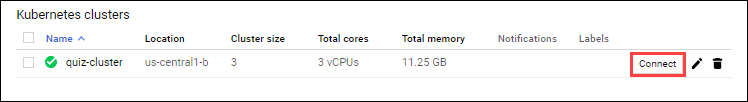 Kubernetes clusters
Name Location Cluster size Total cores Total memory Notifications Labels
quiz-cluster us-central1-b 3 3 vCPUs 11.25 GB Connect